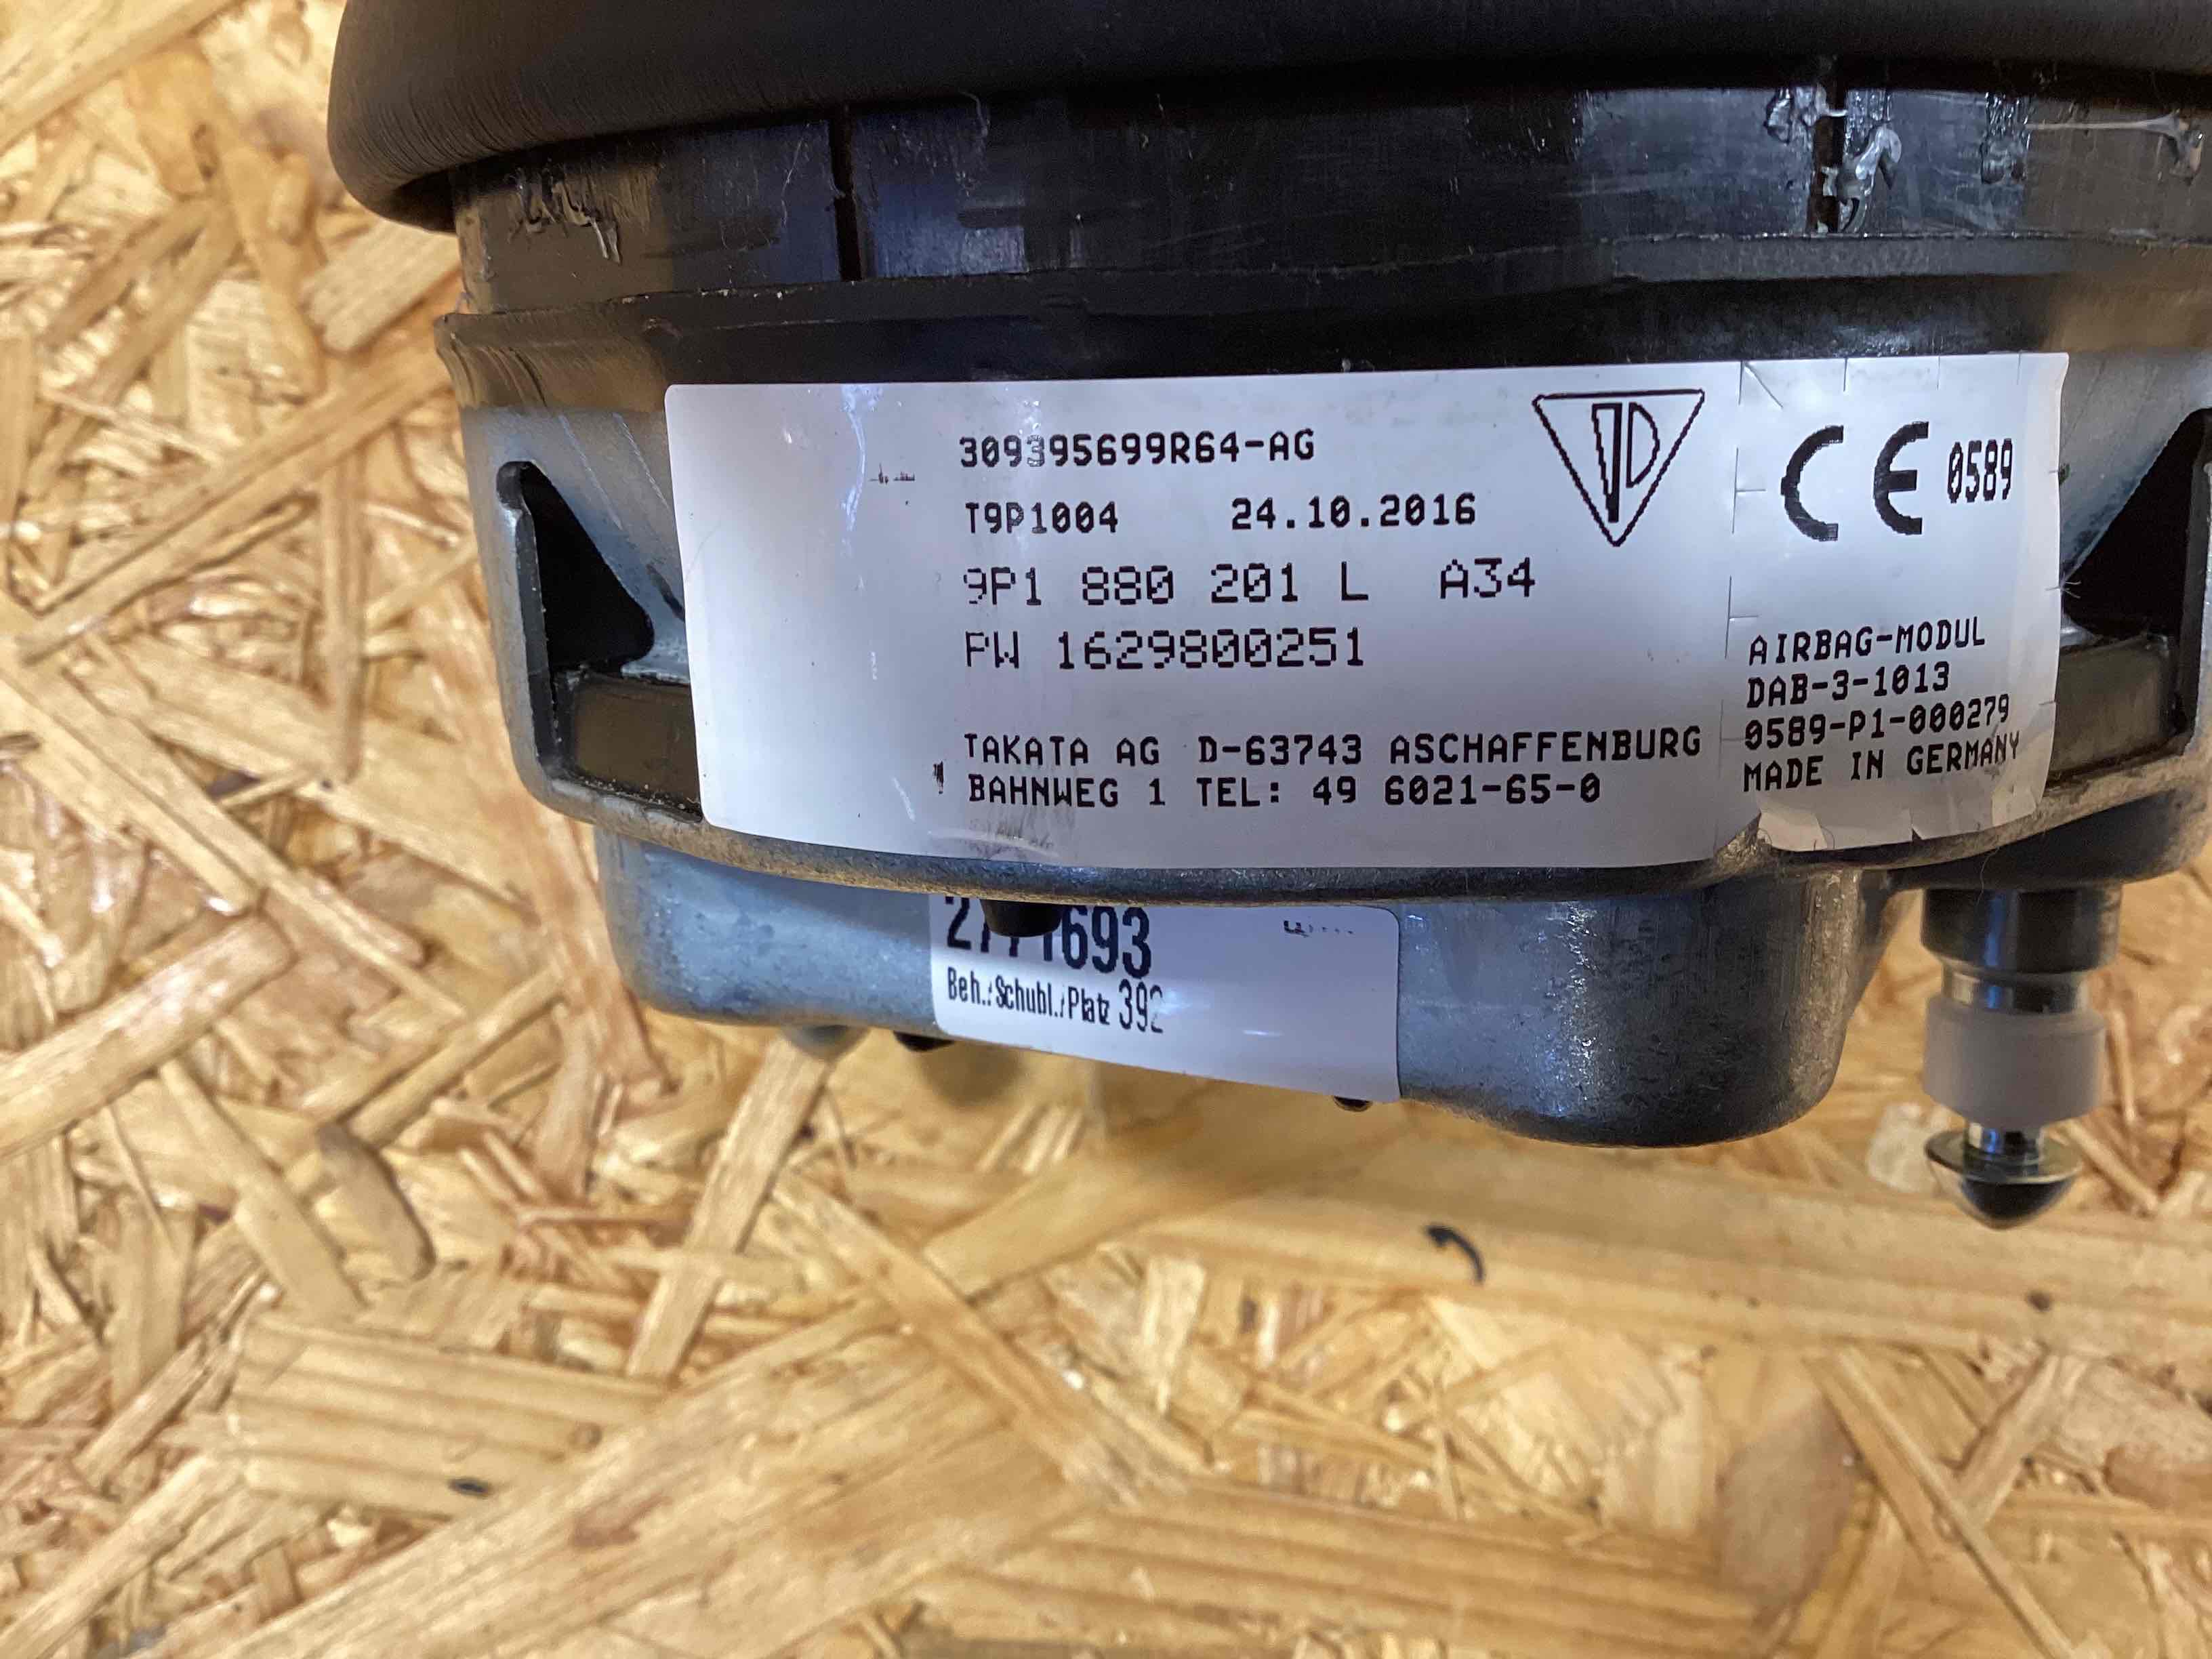 309395699R64-AG
T9P1004 24.10.2016
9P1 880 201 L A34
PW 1629800251
TAKATA AG D-63743 ASCHAFFENBURG
BAHNWEG 1 TEL: 49 6021-65-0
CE 0589
AIRBAG-MODUL
DAB-3-1013
0589-P1-000279
MADE IN GERMANY
Beh./Schubl./Platz 392